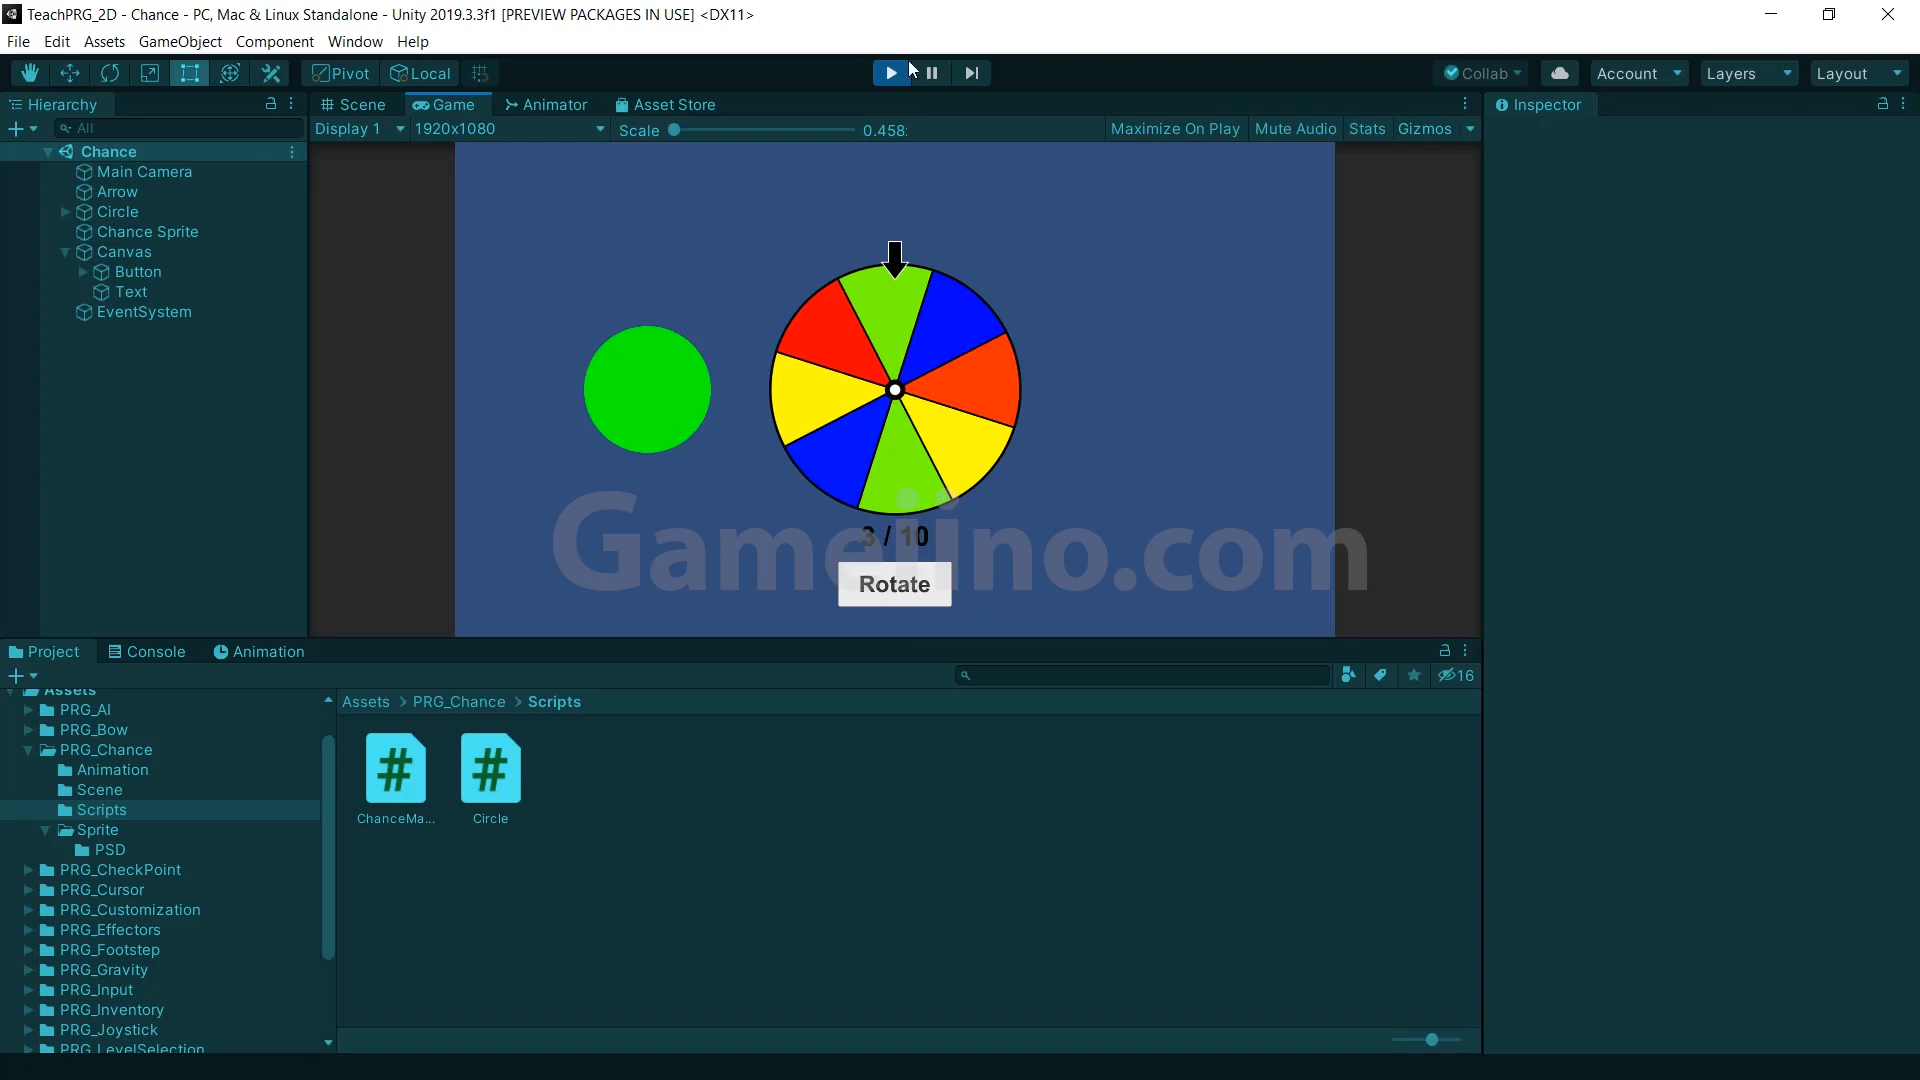 TeachPRG_2D - Chance - PC, Mac & Linux Standalone - Unity 2019.3.3f1 [PREVIEW PACKAGES IN USE] <DX11>
File Edit Assets GameObject Component Window Help
Pivot Local Collab Account Layers Layout
Hierarchy
All
Chance
Main Camera
Arrow
Circle
Chance Sprite
Canvas
Button
Text
EventSystem
Scene Game Animator Asset Store
Display 1 1920x1080 Scale 0.458: Maximize On Play Mute Audio Stats Gizmos
3 / 10
Rotate
Gamejino.com
Inspector
Project Console Animation
16
Assets
PRG_AI
PRG_Bow
PRG_Chance
Animation
Scene
Scripts
Sprite
PSD
PRG_CheckPoint
PRG_Cursor
PRG_Customization
PRG_Effectors
PRG_Footstep
PRG_Gravity
PRG_Input
PRG_Inventory
PRG_Joystick
PRG_LevelSelection
Assets > PRG_Chance > Scripts
# #
ChanceMa... Circle